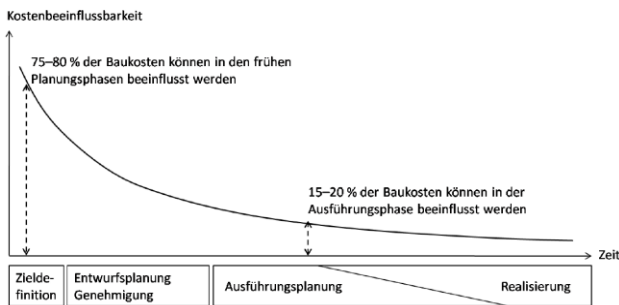 Kostenbeeinflussbarkeit
75–80 % der Baukosten können in den frühen
Planungsphasen beeinflusst werden
15–20 % der Baukosten können in der
Ausführungsphase beeinflusst werden
Zeit
Zielde-
finition
Entwurfsplanung
Genehmigung
Ausführungsplanung
Realisierung